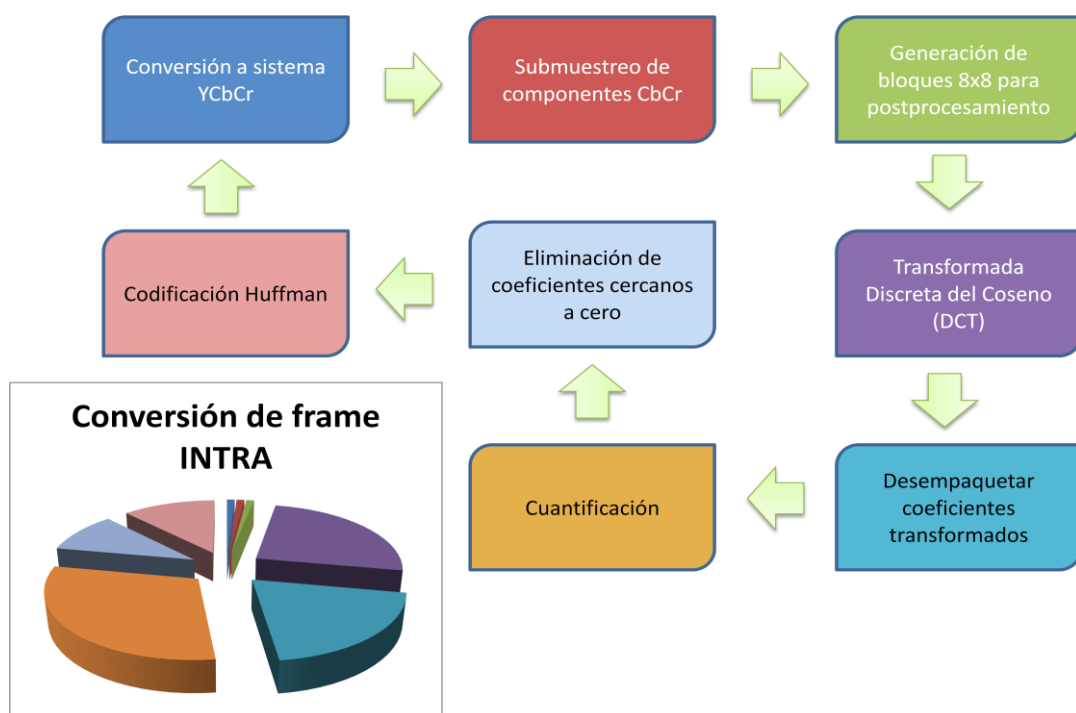 Conversión a sistema
YCbCr
Submuestreo de
componentes CbCr
Generación de
bloques 8x8 para
postprocesamiento
Transformada
Discreta del Coseno
(DCT)
Desempaquetar
coeficientes
transformados
Cuantificación
Eliminación de
coeficientes cercanos
a cero
Codificación Huffman
Conversión de frame
INTRA